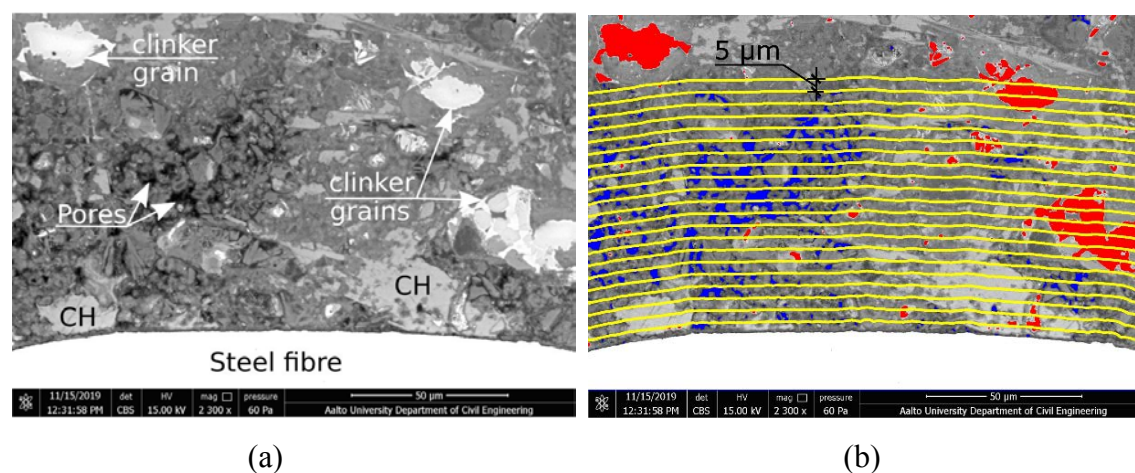 clinker
grain
Pores
clinker
grains
CH
CH
Steel fibre
11/15/2019 det HV mag □ pressure 50 µm
12:31:58 PM CBS 15.00 kV 2 300 x 60 Pa Aalto University Department of Civil Engineering
(a)
5 µm
11/15/2019 det HV mag □ pressure 50 µm
12:31:58 PM CBS 15.00 kV 2 300 x 60 Pa Aalto University Department of Civil Engineering
(b)